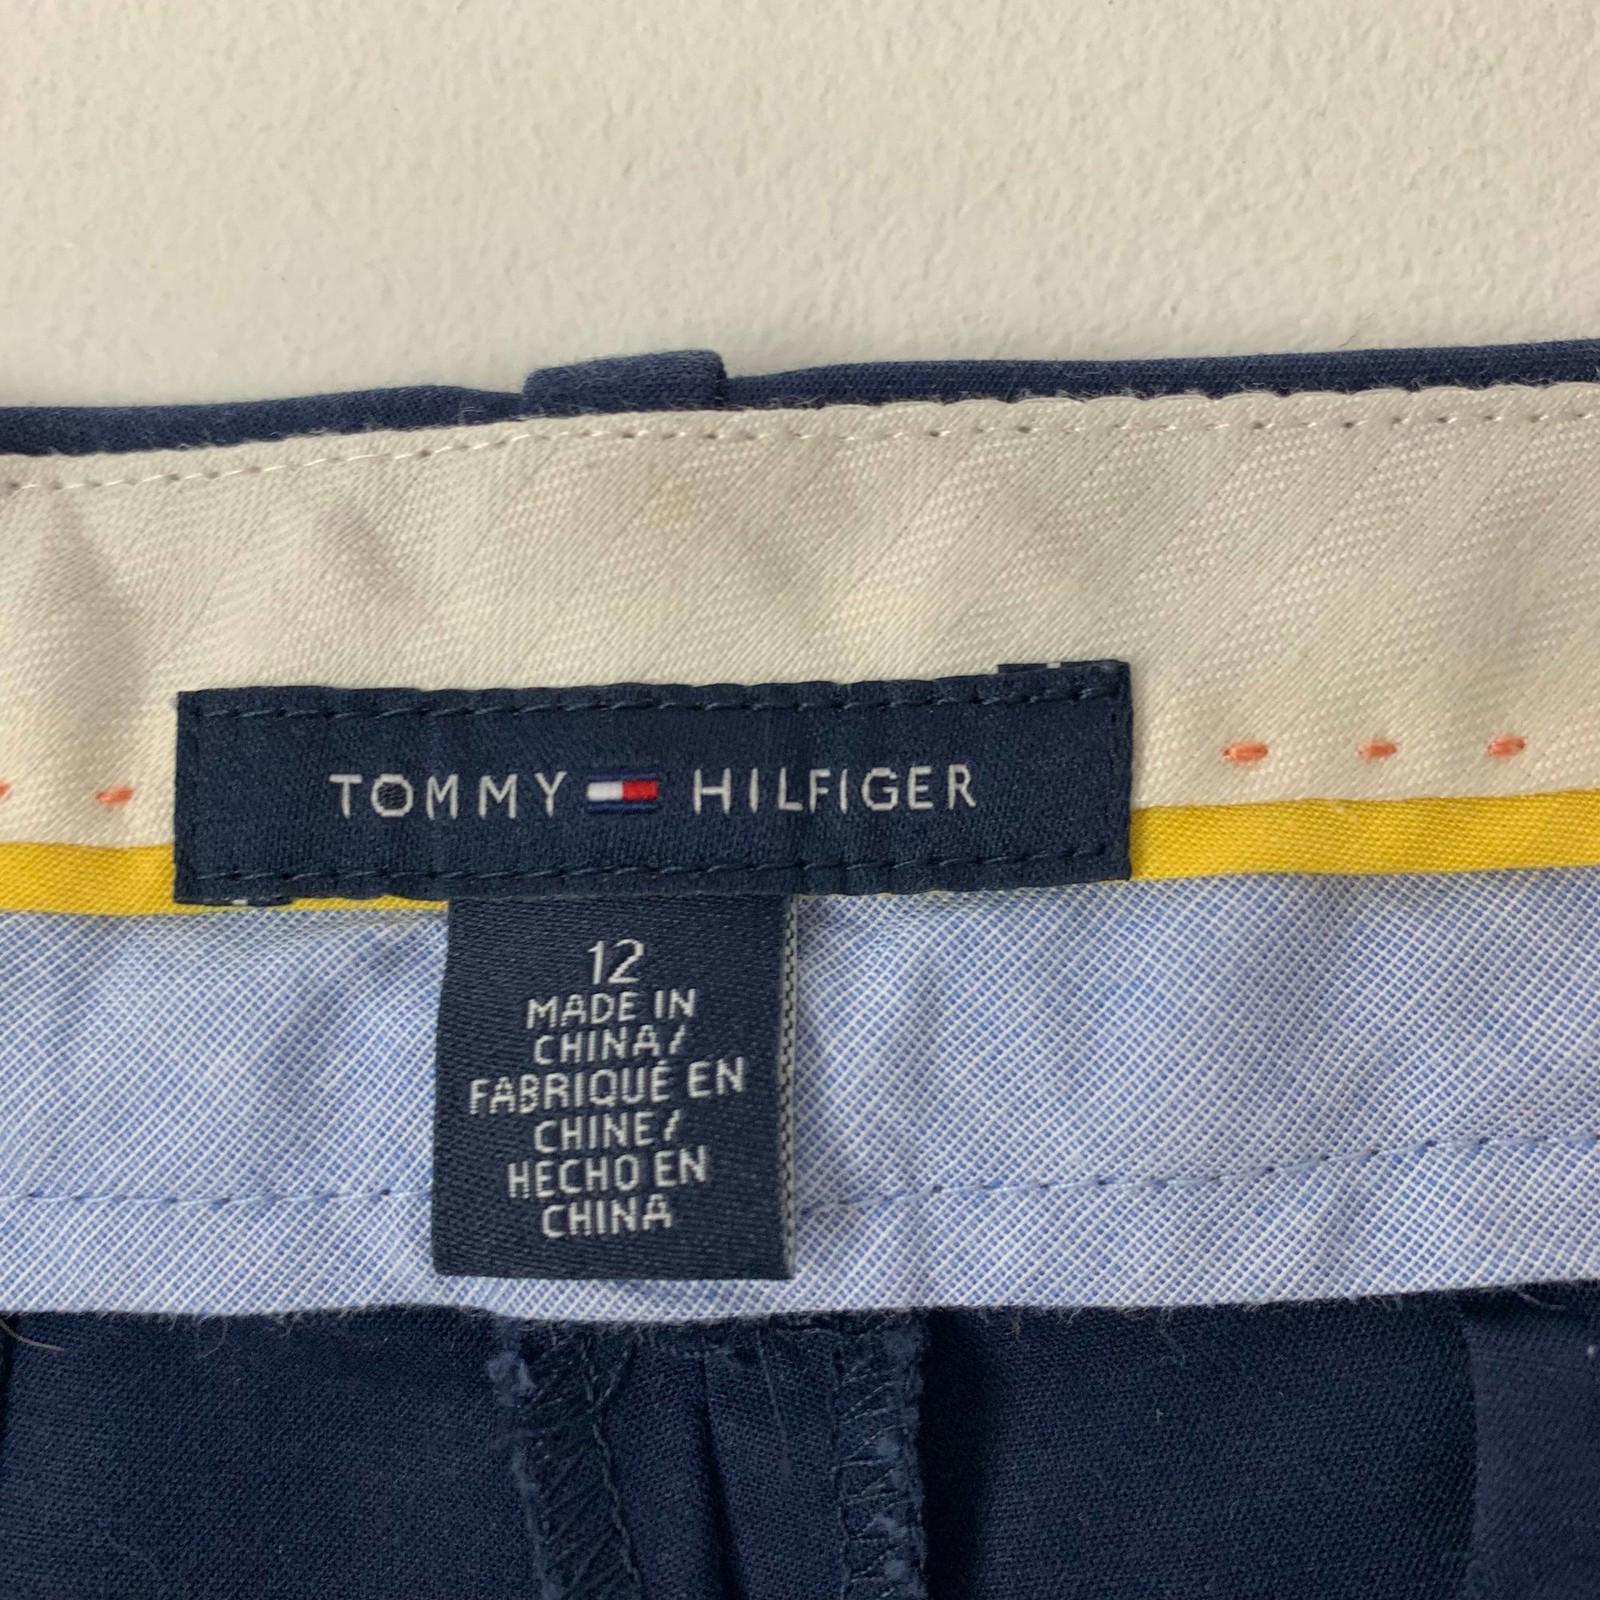 TOMMY HILFIGER
12
MADE IN
CHINA/
FABRIQUÉ EN
CHINE/
HECHO EN
CHINA